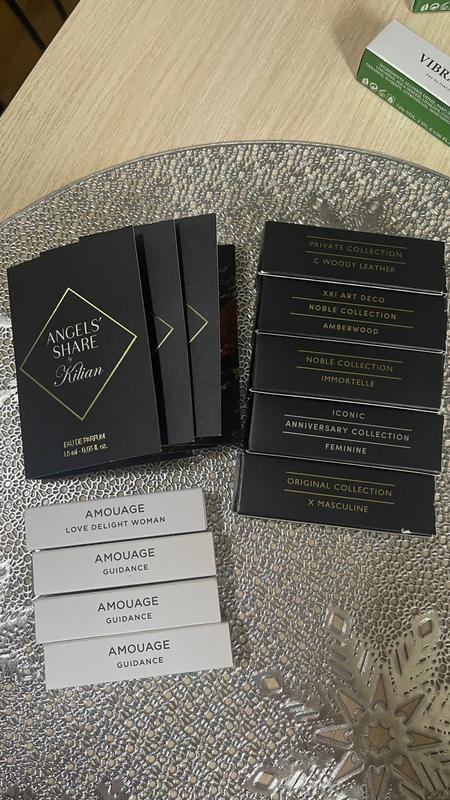 ANGELS'
SHARE
by
Kilian
EAU DE PARFUM
1.5 ml - 0.05 fl. oz.
PRIVATE COLLECTION
C WOODY LEATHER
XXI ART DECO
NOBLE COLLECTION
AMBERWOOD
NOBLE COLLECTION
IMMORTELLE
ICONIC
ANNIVERSARY COLLECTION
FEMININE
ORIGINAL COLLECTION
X MASCULINE
AMOUAGE
LOVE DELIGHT WOMAN
AMOUAGE
GUIDANCE
AMOUAGE
GUIDANCE
AMOUAGE
GUIDANCE
VIBR